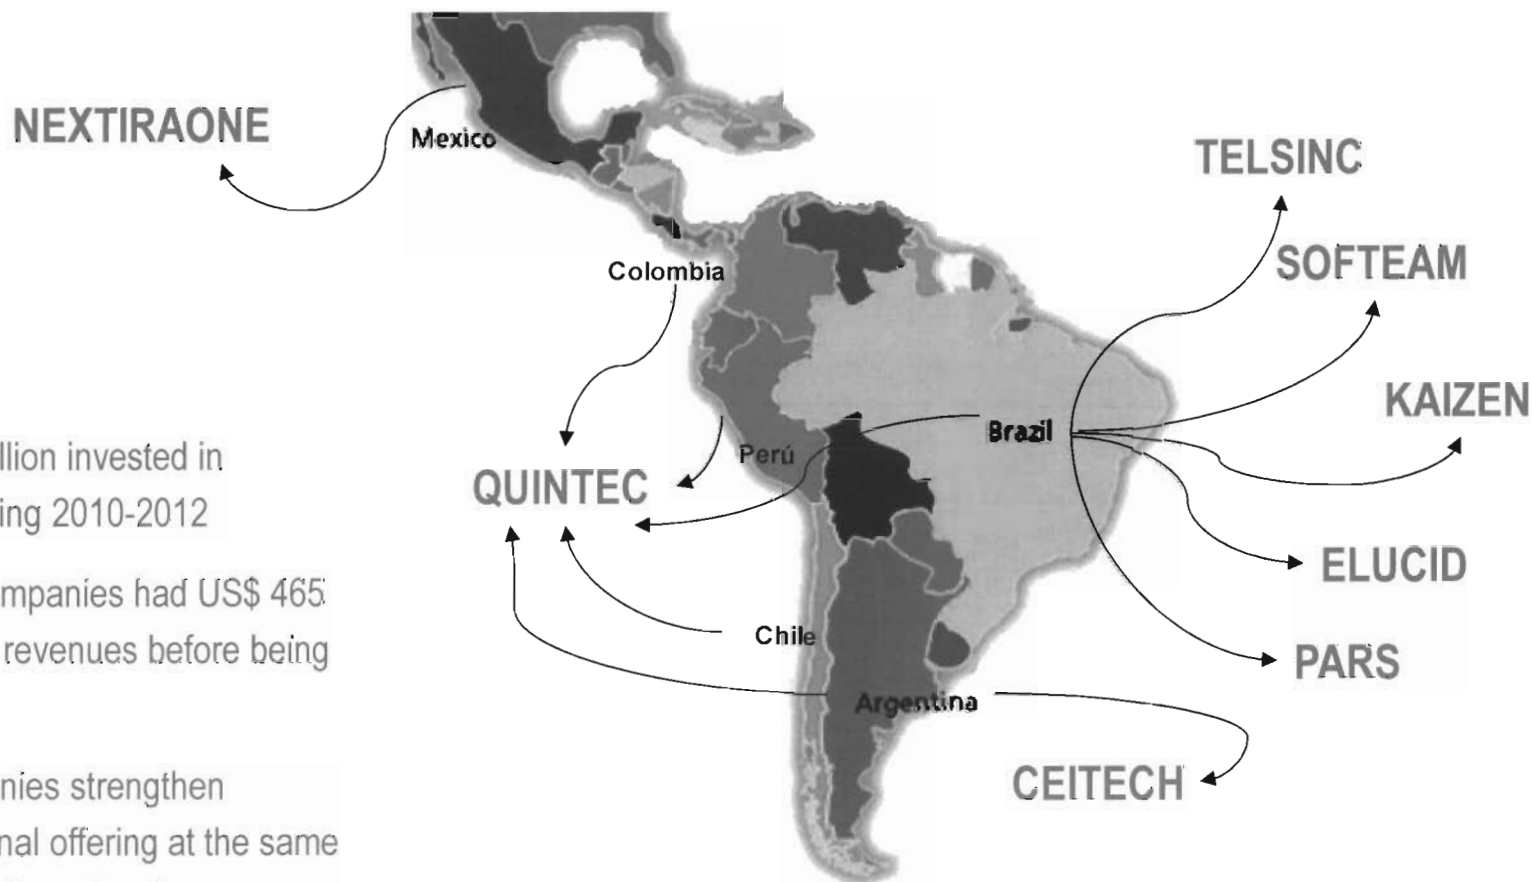 NEXTIRAONE
Mexico
TELSINC
SOFTEAM
Colombia
KAIZEN
Brazil
Perú
QUINTEC
llion invested in
ing 2010-2012
ELUCID
mpanies had US$ 465
revenues before being
Chile
PARS
Argentina
CEITECH
nies strengthen
nal offering at the same